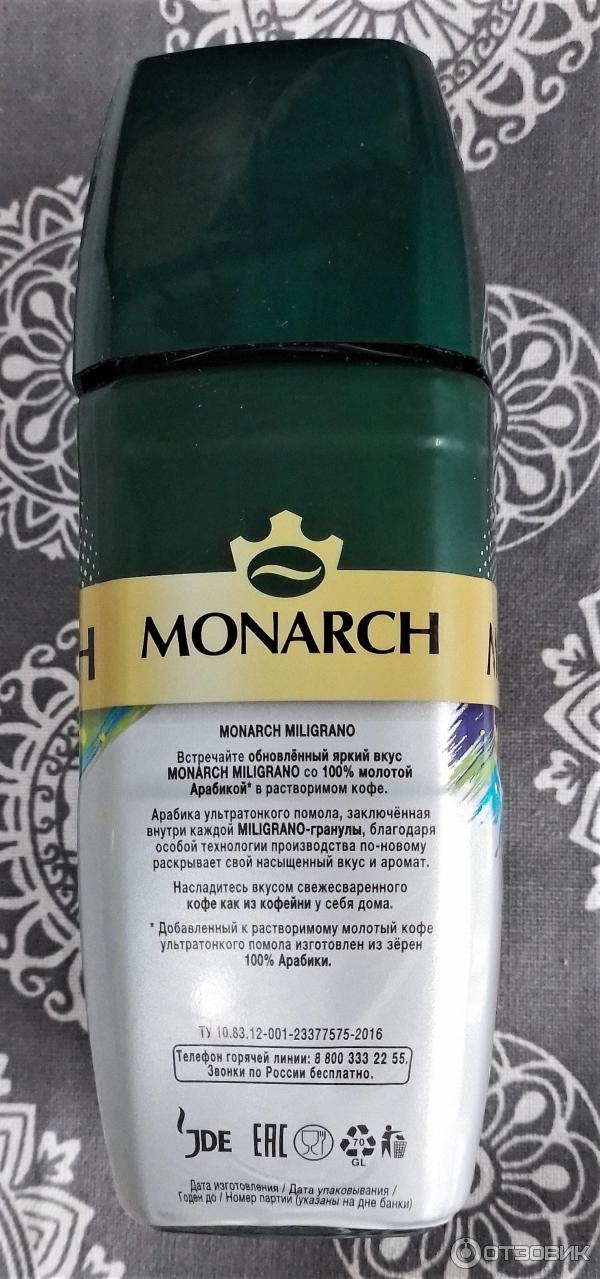 MONARCH
MONARCH MILIGRANO
Встречайте обновлённый яркий вкус
MONARCH MILIGRANO со 100% молотой
Арабикой* в растворимом кофе.
Арабика ультратонкого помола, заключённая
внутри каждой MILIGRANO-гранулы, благодаря
особой технологии производства по-новому
раскрывает свой насыщенный вкус и аромат.
Насладитесь вкусом свежесваренного
кофе как из кофейни у себя дома.
* Добавленный к растворимому молотый кофе
ультратонкого помола изготовлен из зёрен
100% Арабики.
ТУ 10.83.12-001-23377575-2016
Телефон горячей линии: 8 800 333 22 55.
Звонки по России бесплатно.
JDE EAC 70
GL
Дата изготовления / Дата упаковывания /
Годен до / Номер партии (указаны на дне банки)
ОТЗОВИК